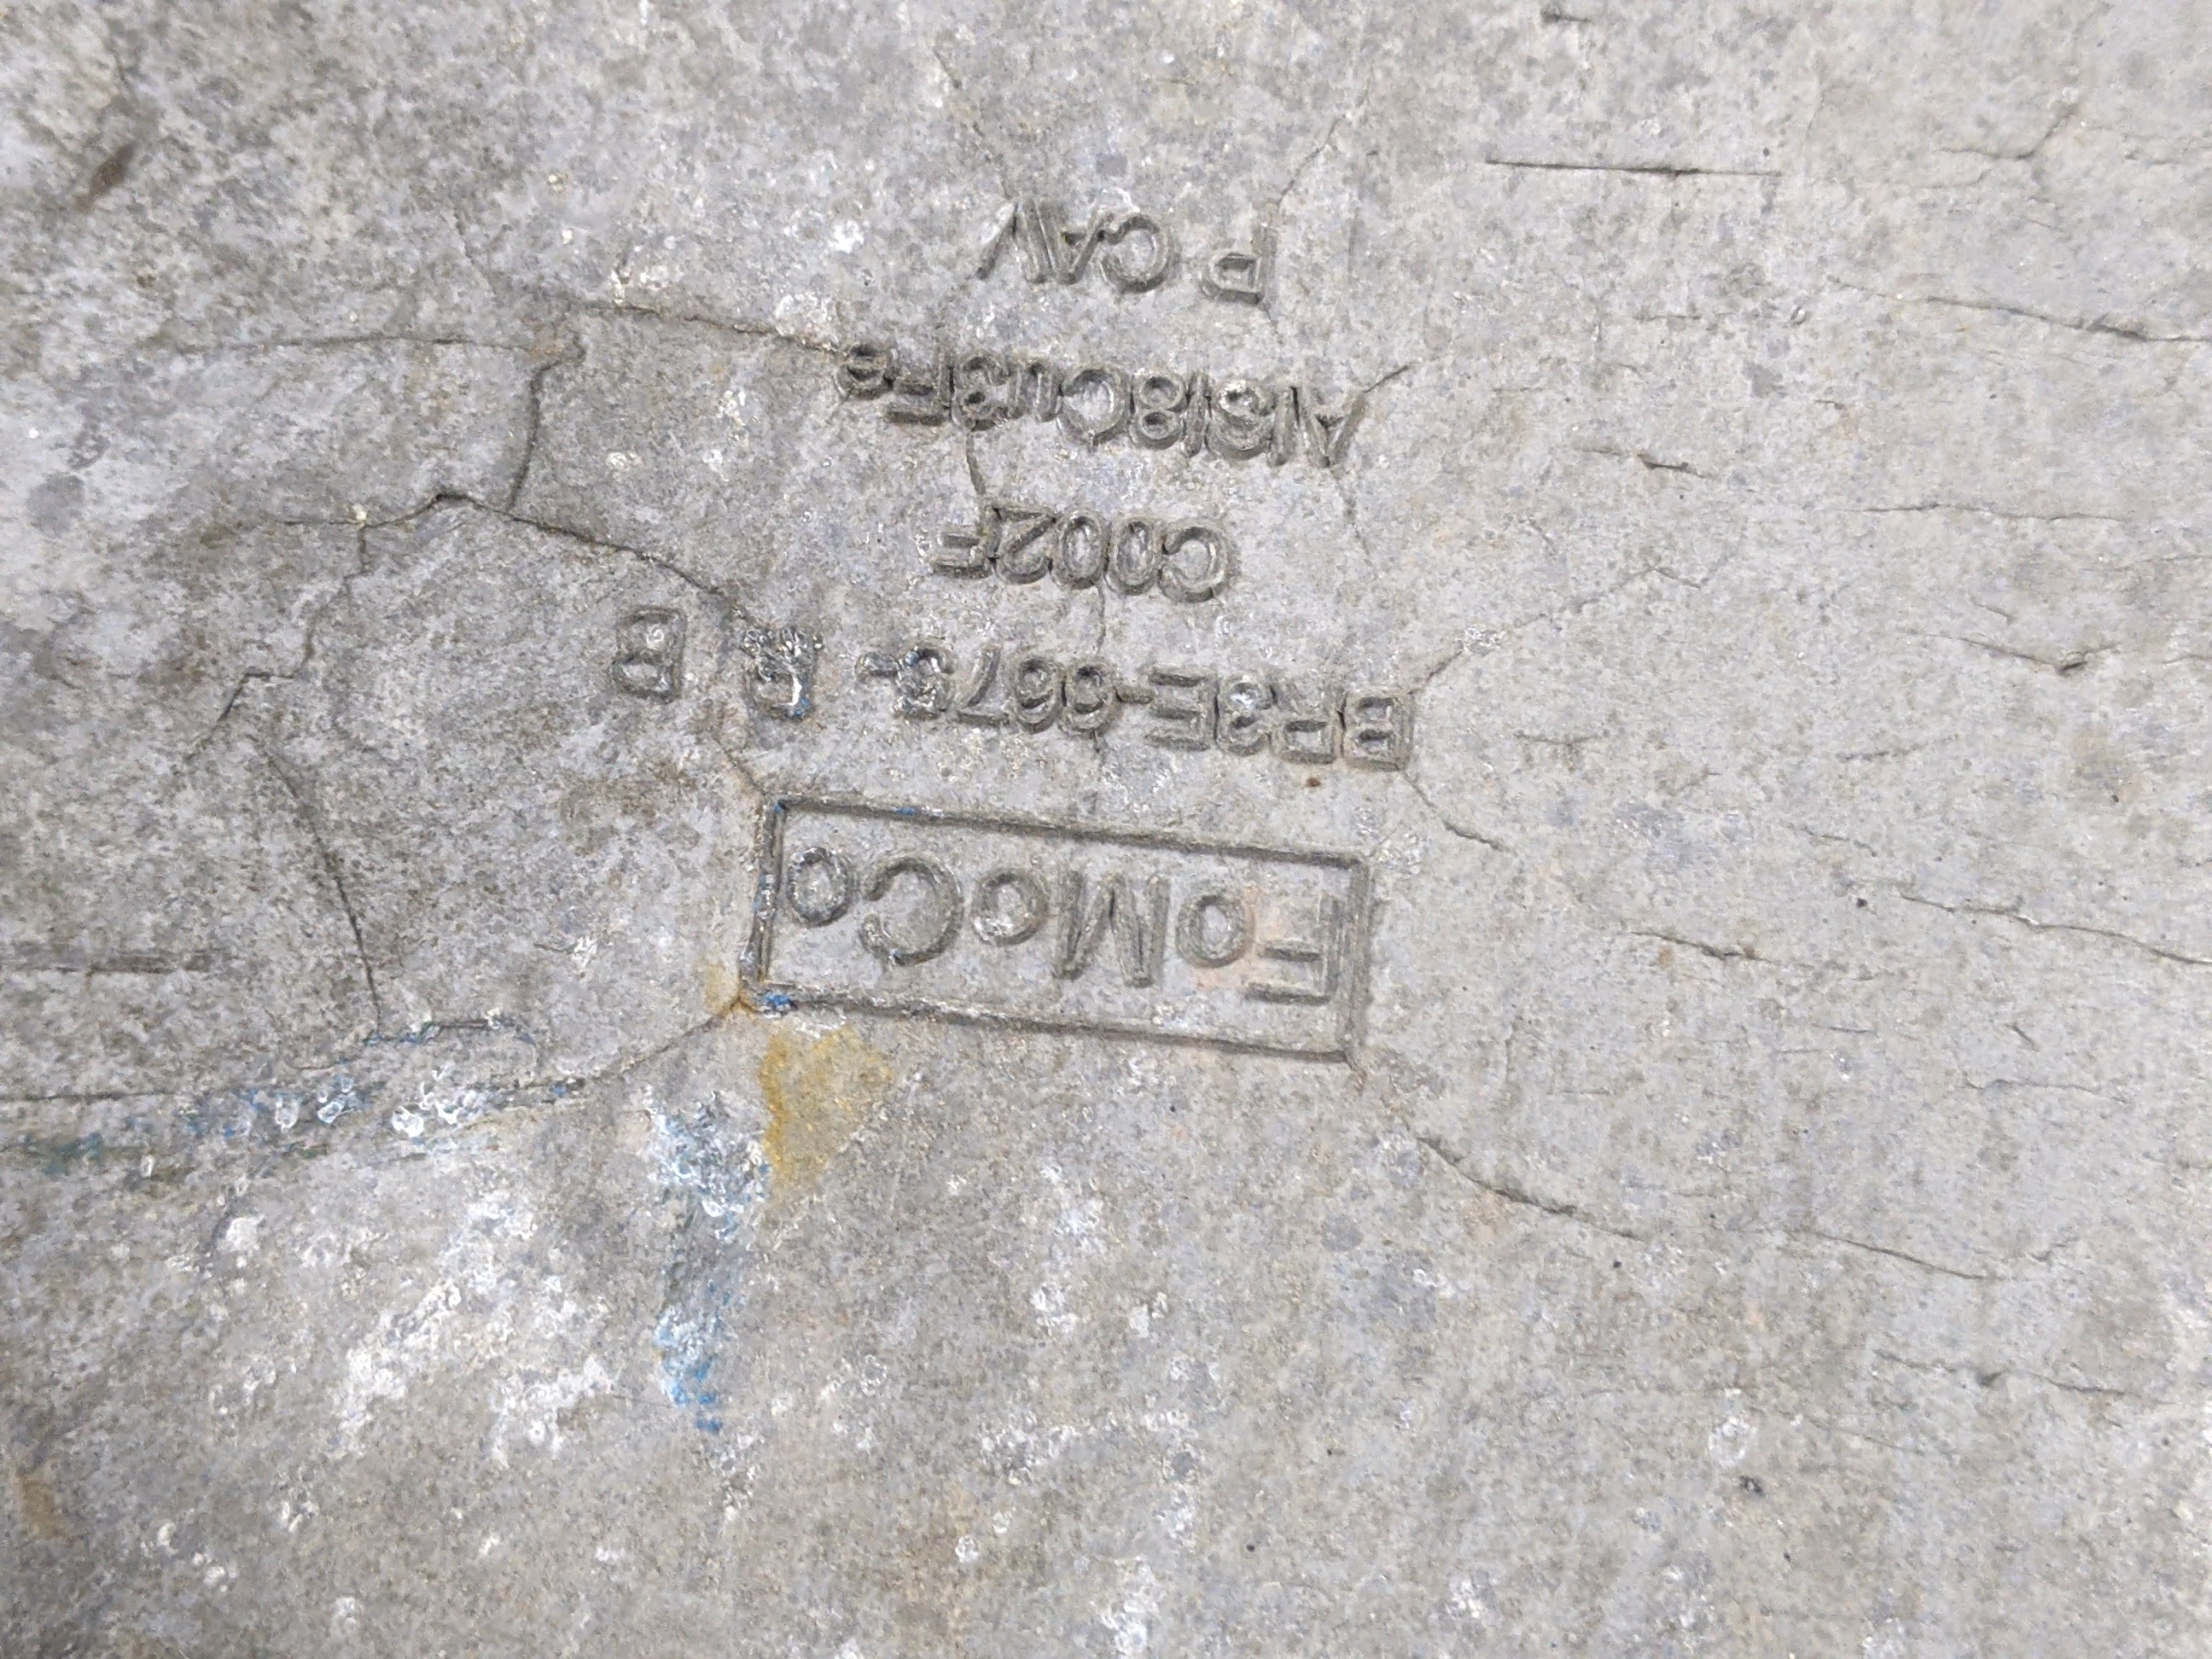 FoMoCo
BR3E-6675- B
C002F
AlSi8Cu3Fe
P CAV